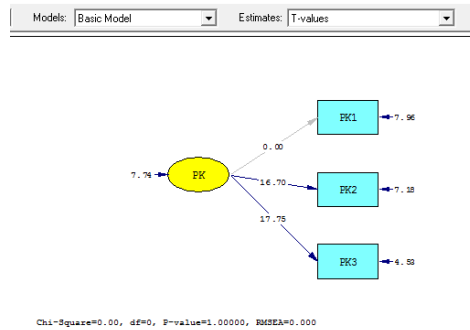 Models: Basic Model Estimates: T-values
PK1 7.96
0.00
7.74 PK 16.70 PK2 7.18
17.75
PK3 4.53
Chi-Square=0.00, df=0, P-value=1.00000, RMSEA=0.000